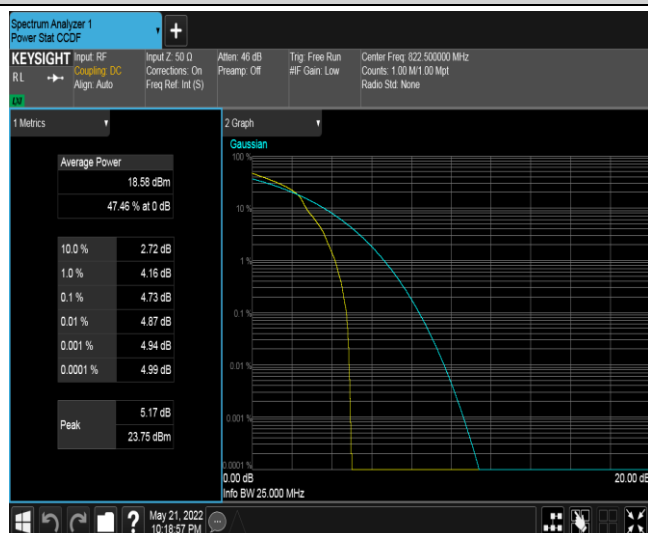 Spectrum Analyzer 1
Power Stat CCDF
KEYSIGHT
RL
LXI
Input: RF
Coupling: DC
Align: Auto
Input Z: 50 Ω
Corrections: On
Freq Ref: Int (S)
Atten: 46 dB
Preamp: Off
Trig: Free Run
#IF Gain: Low
Center Freq: 822.500000 MHz
Counts: 1.00 M/1.00 Mpt
Radio Std: None
1 Metrics
Average Power
18.58 dBm
47.46 % at 0 dB
10.0 % 2.72 dB
1.0 % 4.16 dB
0.1 % 4.73 dB
0.01 % 4.87 dB
0.001 % 4.94 dB
0.0001 % 4.99 dB
Peak
5.17 dB
23.75 dBm
2 Graph
Gaussian
100 %
10 %
1 %
0.1 %
0.01 %
0.001 %
0.0001 %
0.00 dB
20.00 dB
Info BW 25.000 MHz
?
May 21, 2022
10:18:57 PM